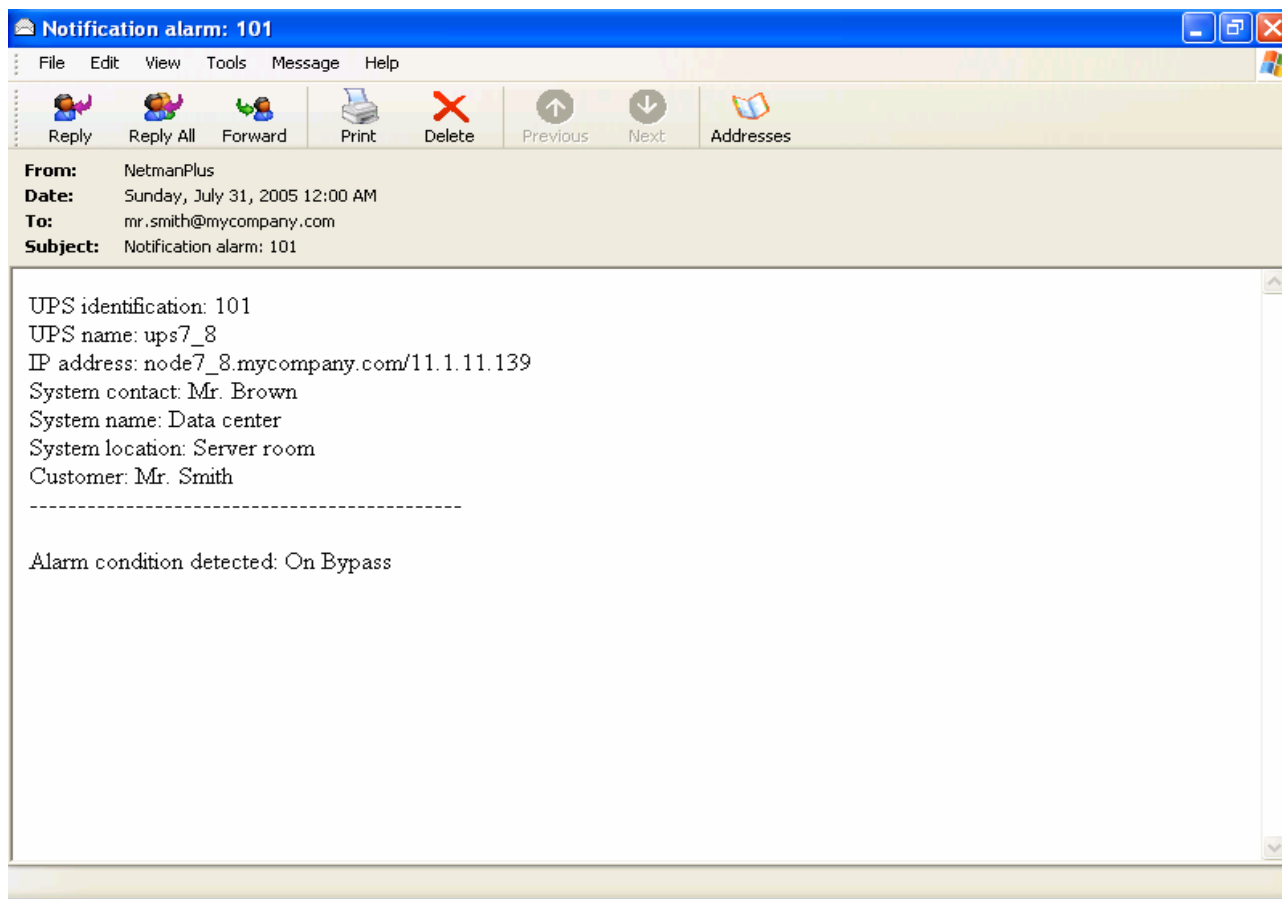 Notification alarm: 101
File Edit View Tools Message Help
Reply Reply All Forward Print Delete Previous Next Addresses
From: NetmanPlus
Date: Sunday, July 31, 2005 12:00 AM
To: mr.smith@mycompany.com
Subject: Notification alarm: 101
UPS identification: 101
UPS name: ups7_8
IP address: node7_8.mycompany.com/11.1.11.139
System contact: Mr. Brown
System name: Data center
System location: Server room
Customer: Mr. Smith
---------------------------------------------
Alarm condition detected: On Bypass